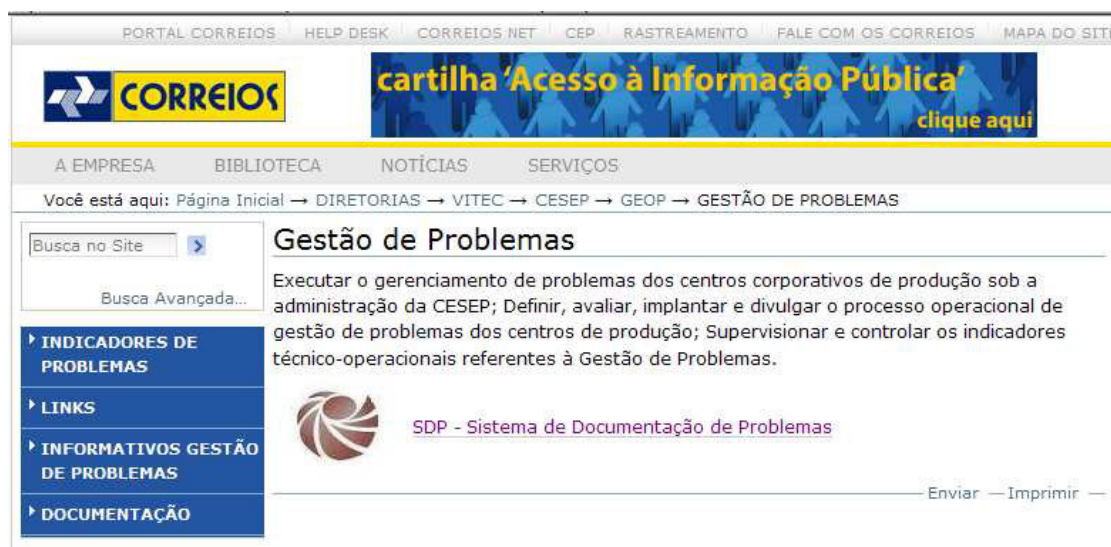 PORTAL CORREIOS HELP DESK CORREIOS NET CEP RASTREAMENTO FALE COM OS CORREIOS MAPA DO SITE
CORREIOS
cartilha 'Acesso à Informação Pública'
clique aqui
A EMPRESA BIBLIOTECA NOTÍCIAS SERVIÇOS
Você está aqui: Página Inicial → DIRETORIAS → VITEC → CESEP → GEOP → GESTÃO DE PROBLEMAS
Busca no Site
Busca Avançada...
INDICADORES DE
PROBLEMAS
LINKS
INFORMATIVOS GESTÃO
DE PROBLEMAS
DOCUMENTAÇÃO
Gestão de Problemas
Executar o gerenciamento de problemas dos centros corporativos de produção sob a
administração da CESEP; Definir, avaliar, implantar e divulgar o processo operacional de
gestão de problemas dos centros de produção; Supervisionar e controlar os indicadores
técnico-operacionais referentes à Gestão de Problemas.
SDP - Sistema de Documentação de Problemas
Enviar — Imprimir —